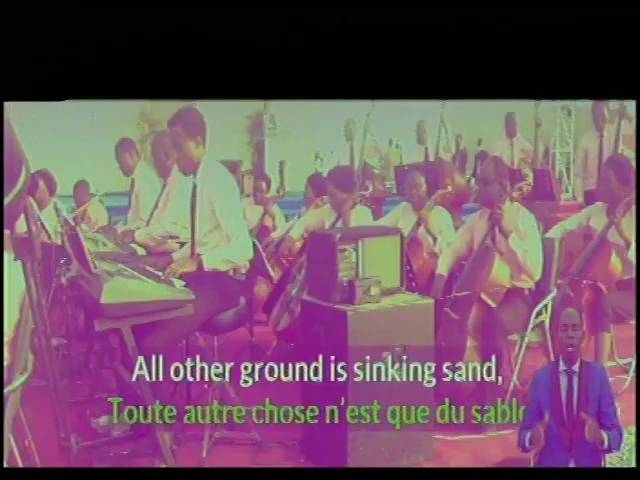 All other ground is sinking sand,
Toute autre chose n'est que du sable